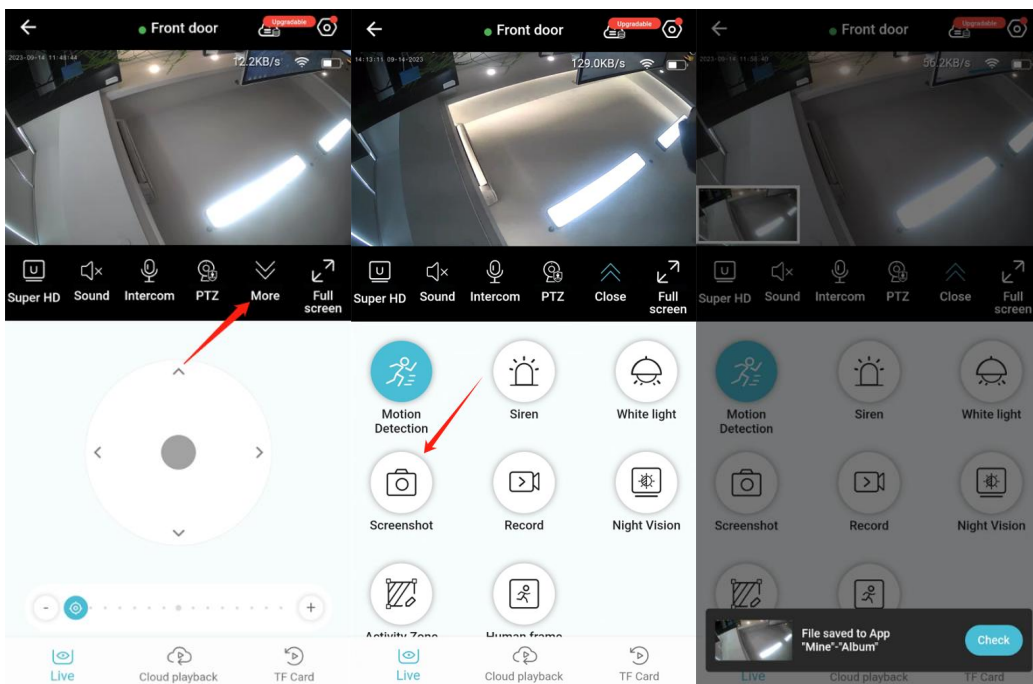 Front door
Upgradable
2023-09-14 11:48:44
12.2KB/s
Super HD
Sound
Intercom
PTZ
More
Full
screen
-
+
Live
Cloud playback
TF Card
Front door
Upgradable
14:13:11 09-14-2023
129.0KB/s
Super HD
Sound
Intercom
PTZ
Close
Full
screen
Motion
Detection
Siren
White light
Screenshot
Record
Night Vision
Activity Zone
Human frame
Live
Cloud playback
TF Card
Front door
Upgradable
56.2KB/s
Super HD
Sound
Intercom
PTZ
Close
Full
screen
Motion
Detection
Siren
White light
Screenshot
Record
Night Vision
File saved to App
"Mine"-"Album"
Check
Live
Cloud playback
TF Card